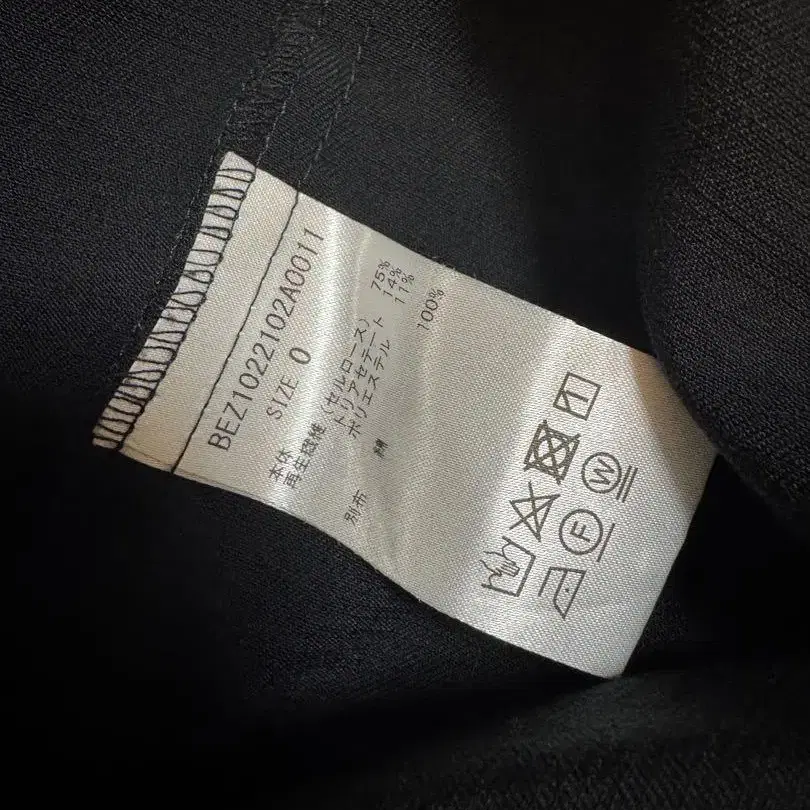 BEZ1022102A0011
SIZE 0
本体
再生繊維(セルロース) 75%
トリアセテート 14%
ポリエステル 11%
別布 綿 100%
F
W